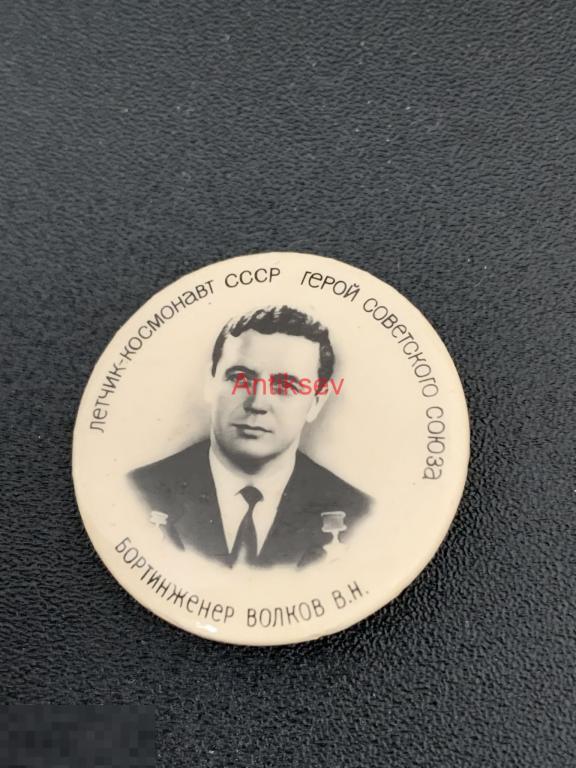 летчик-космонавт СССР герой советского союза
Antiksev
бортинженер волков в.н.